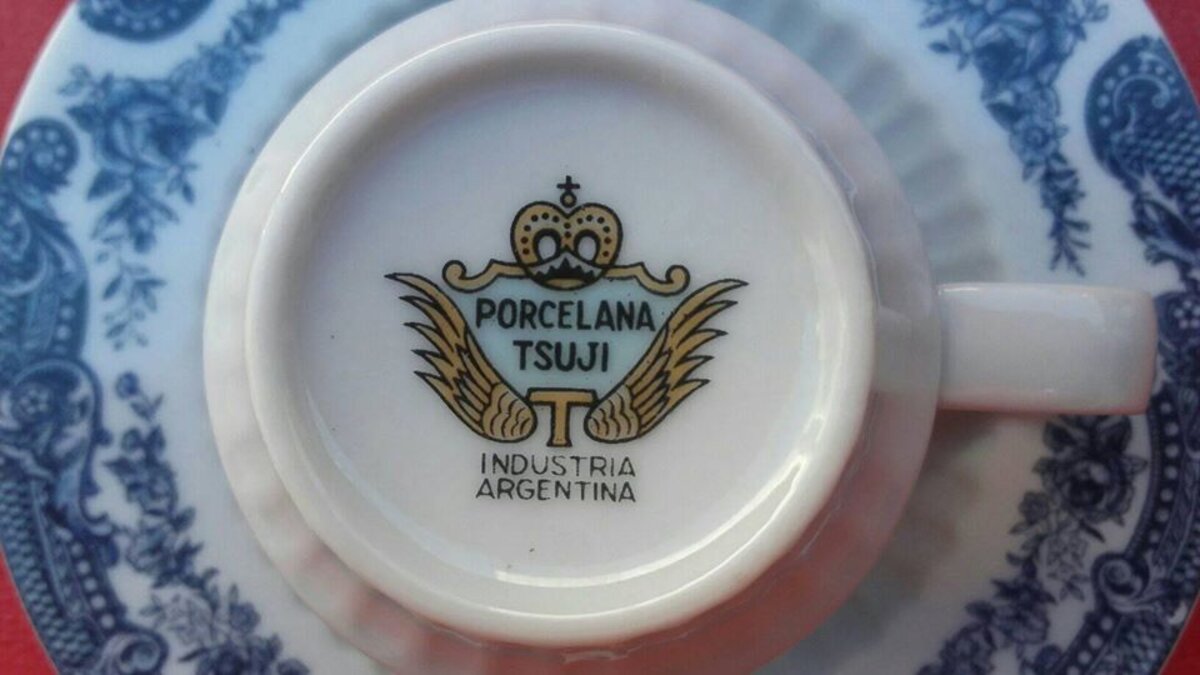 PORCELANA
TSUJI
T
INDUSTRIA
ARGENTINA